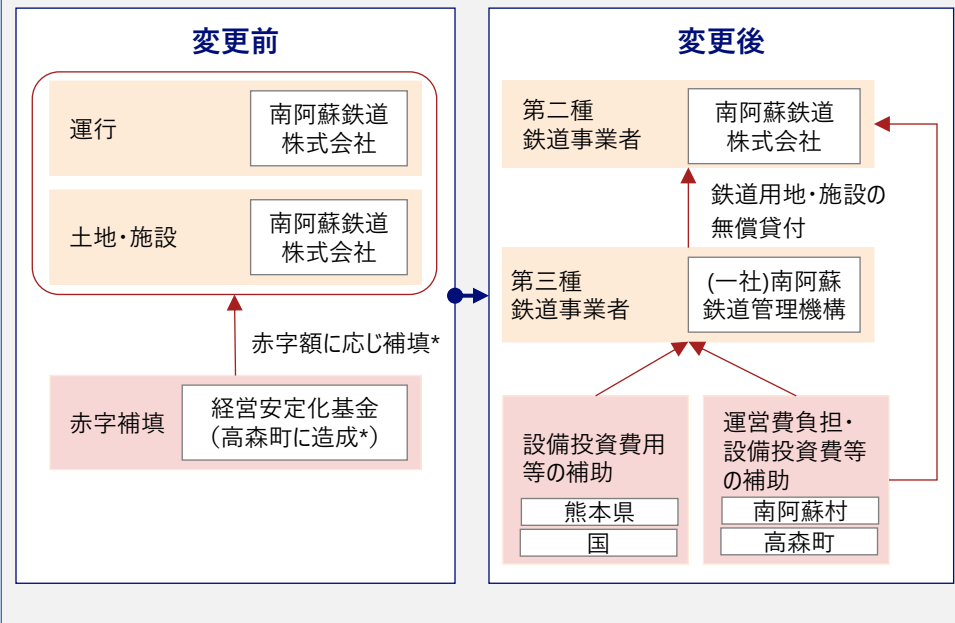 変更前
運行
南阿蘇鉄道
株式会社
土地・施設
南阿蘇鉄道
株式会社
赤字額に応じ補填*
赤字補填
経営安定化基金
（高森町に造成*）
変更後
第二種
鉄道事業者
南阿蘇鉄道
株式会社
鉄道用地・施設の
無償貸付
第三種
鉄道事業者
(一社)南阿蘇
鉄道管理機構
設備投資費用
等の補助
熊本県
国
運営費負担・
設備投資費等
の補助
南阿蘇村
高森町